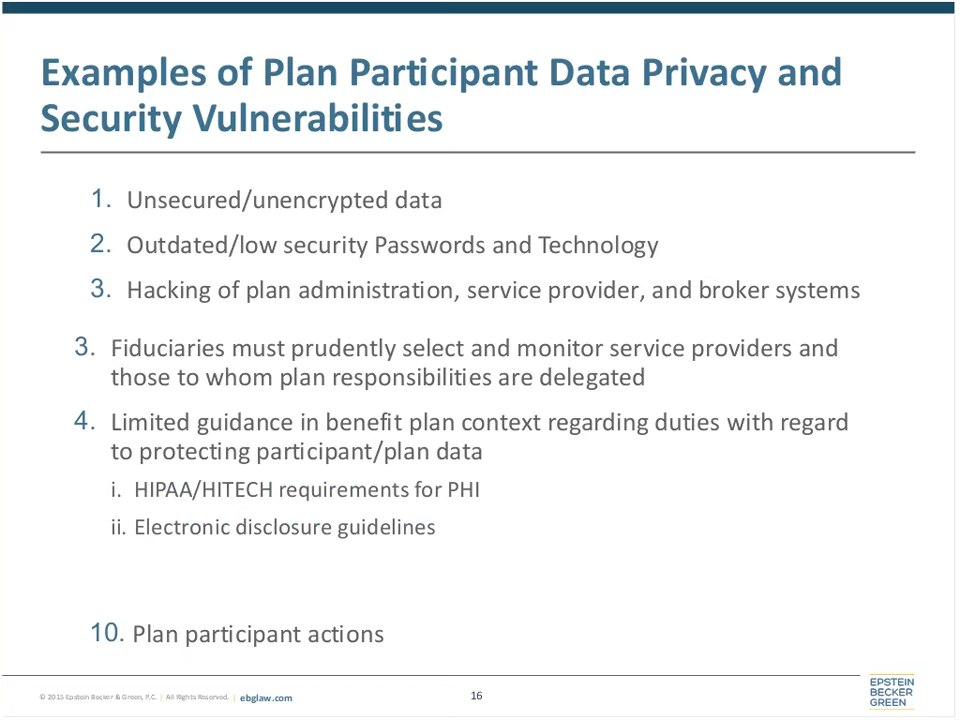 Examples of Plan Participant Data Privacy and
Security Vulnerabilities
1. Unsecured/unencrypted data
2. Outdated/low security Passwords and Technology
3. Hacking of plan administration, service provider, and broker systems
3. Fiduciaries must prudently select and monitor service providers and
those to whom plan responsibilities are delegated
4. Limited guidance in benefit plan context regarding duties with regard
to protecting participant/plan data
i. HIPAA/HITECH requirements for PHI
ii. Electronic disclosure guidelines
10. Plan participant actions
© 2015 Epstein Becker & Green, P.C. | All Rights Reserved. | ebglaw.com
16
EPSTEIN
BECKER
GREEN